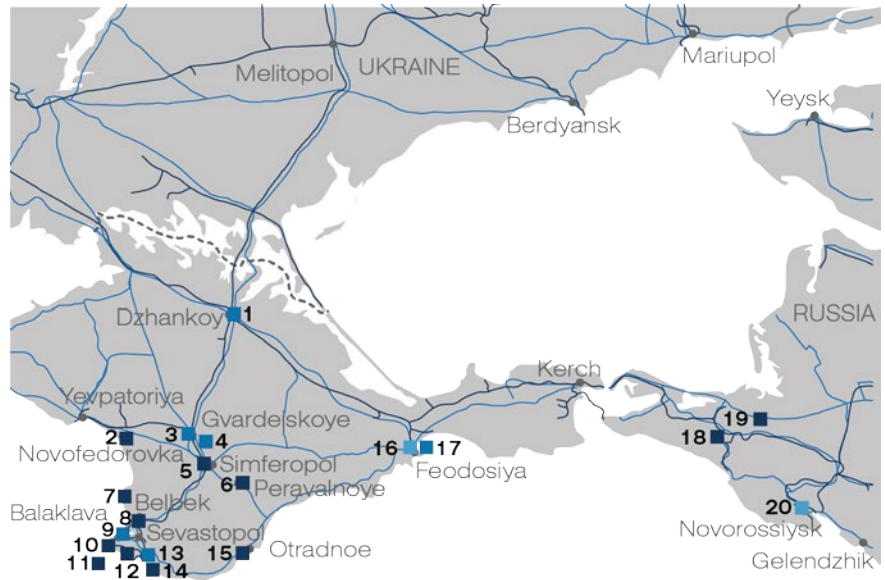 Mariupol
Melitopol
UKRAINE
Berdyansk
Yeysk
Dzhankoy
1
RUSSIA
Kerch
Yevpatoriya
Gvardeiskoye
3
4
2
Novofedorovka
5
Simferopol
16
17
Feodosiya
19
18
6
Peravalnoye
7
Belbek
Balaklava
8
9
Sevastopol
10
11
12
13
14
15
Otradnoe
20
Novorossiysk
Gelendzhik